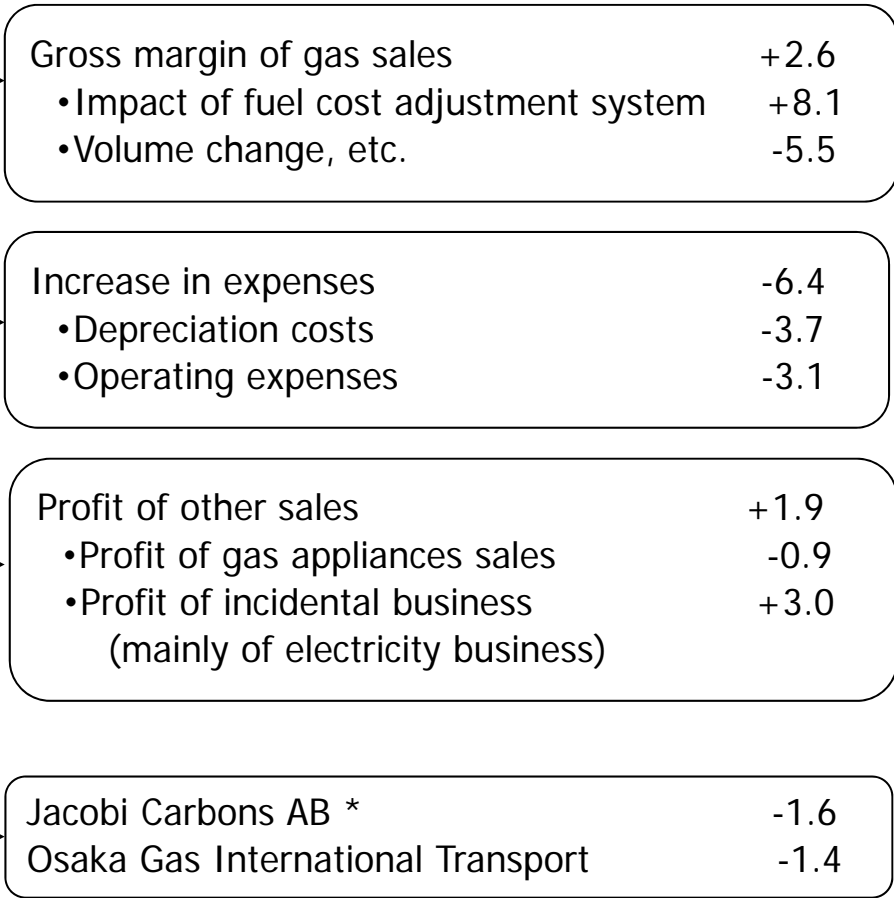 Gross margin of gas sales +2.6
•Impact of fuel cost adjustment system +8.1
•Volume change, etc. -5.5
Increase in expenses -6.4
•Depreciation costs -3.7
•Operating expenses -3.1
Profit of other sales +1.9
•Profit of gas appliances sales -0.9
•Profit of incidental business +3.0
(mainly of electricity business)
Jacobi Carbons AB * -1.6
Osaka Gas International Transport -1.4